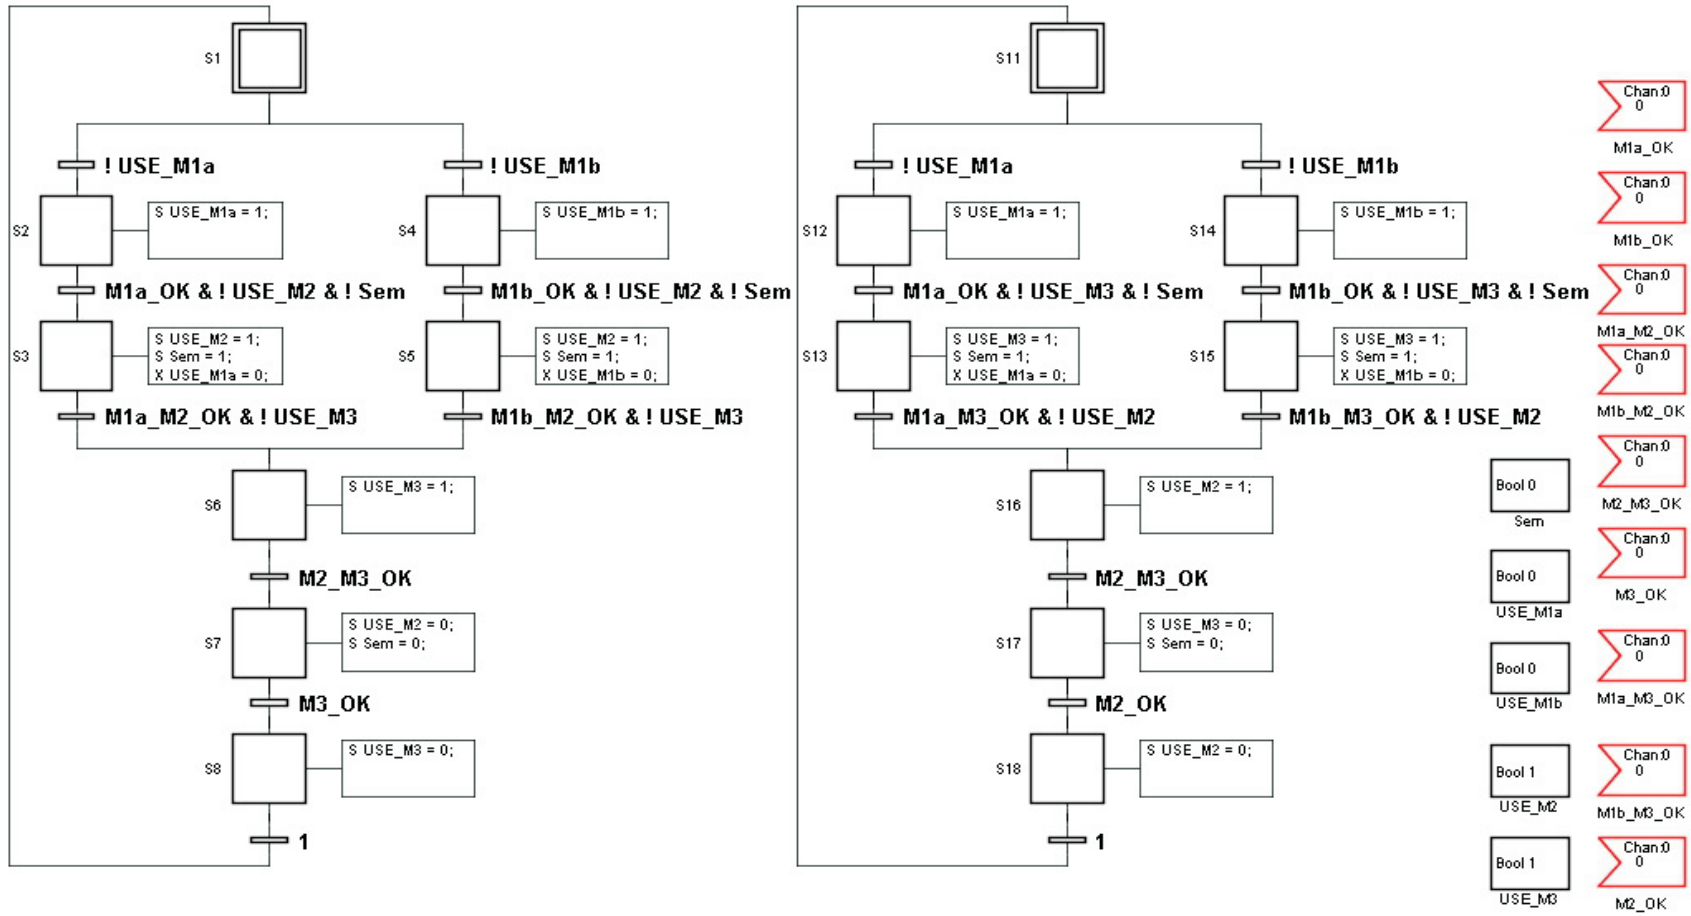 S1
! USE_M1a
! USE_M1b
S2
S USE_M1a = 1;
S4
S USE_M1b = 1;
M1a_OK & ! USE_M2 & ! Sem
M1b_OK & ! USE_M2 & ! Sem
S3
S USE_M2 = 1;
S Sem = 1;
X USE_M1a = 0;
S5
S USE_M2 = 1;
S Sem = 1;
X USE_M1b = 0;
M1a_M2_OK & ! USE_M3
M1b_M2_OK & ! USE_M3
S6
S USE_M3 = 1;
M2_M3_OK
S7
S USE_M2 = 0;
S Sem = 0;
M3_OK
S8
S USE_M3 = 0;
1
S11
! USE_M1a
! USE_M1b
S12
S USE_M1a = 1;
S14
S USE_M1b = 1;
M1a_OK & ! USE_M3 & ! Sem
M1b_OK & ! USE_M3 & ! Sem
S13
S USE_M3 = 1;
S Sem = 1;
X USE_M1a = 0;
S15
S USE_M3 = 1;
S Sem = 1;
X USE_M1b = 0;
M1a_M3_OK & ! USE_M2
M1b_M3_OK & ! USE_M2
S16
S USE_M2 = 1;
M2_M3_OK
S17
S USE_M3 = 0;
S Sem = 0;
M2_OK
S18
S USE_M2 = 0;
1
Bool 0
Sem
Bool 0
USE_M1a
Bool 0
USE_M1b
Bool 1
USE_M2
Bool 1
USE_M3
Chan:0
0
M1a_OK
Chan:0
0
M1b_OK
Chan:0
0
M1a_M2_OK
Chan:0
0
M1b_M2_OK
Chan:0
0
M2_M3_OK
Chan:0
0
M3_OK
Chan:0
0
M1a_M3_OK
Chan:0
0
M1b_M3_OK
Chan:0
0
M2_OK